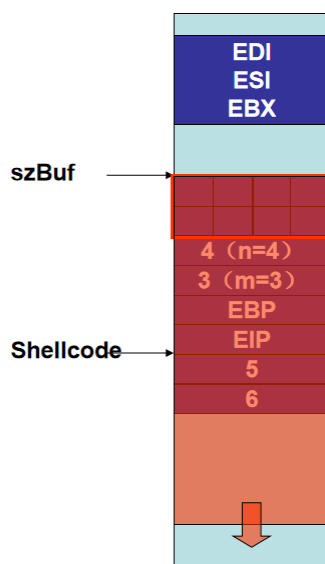 EDI
ESI
EBX
szBuf
4（n=4）
3（m=3）
EBP
EIP
Shellcode
5
6